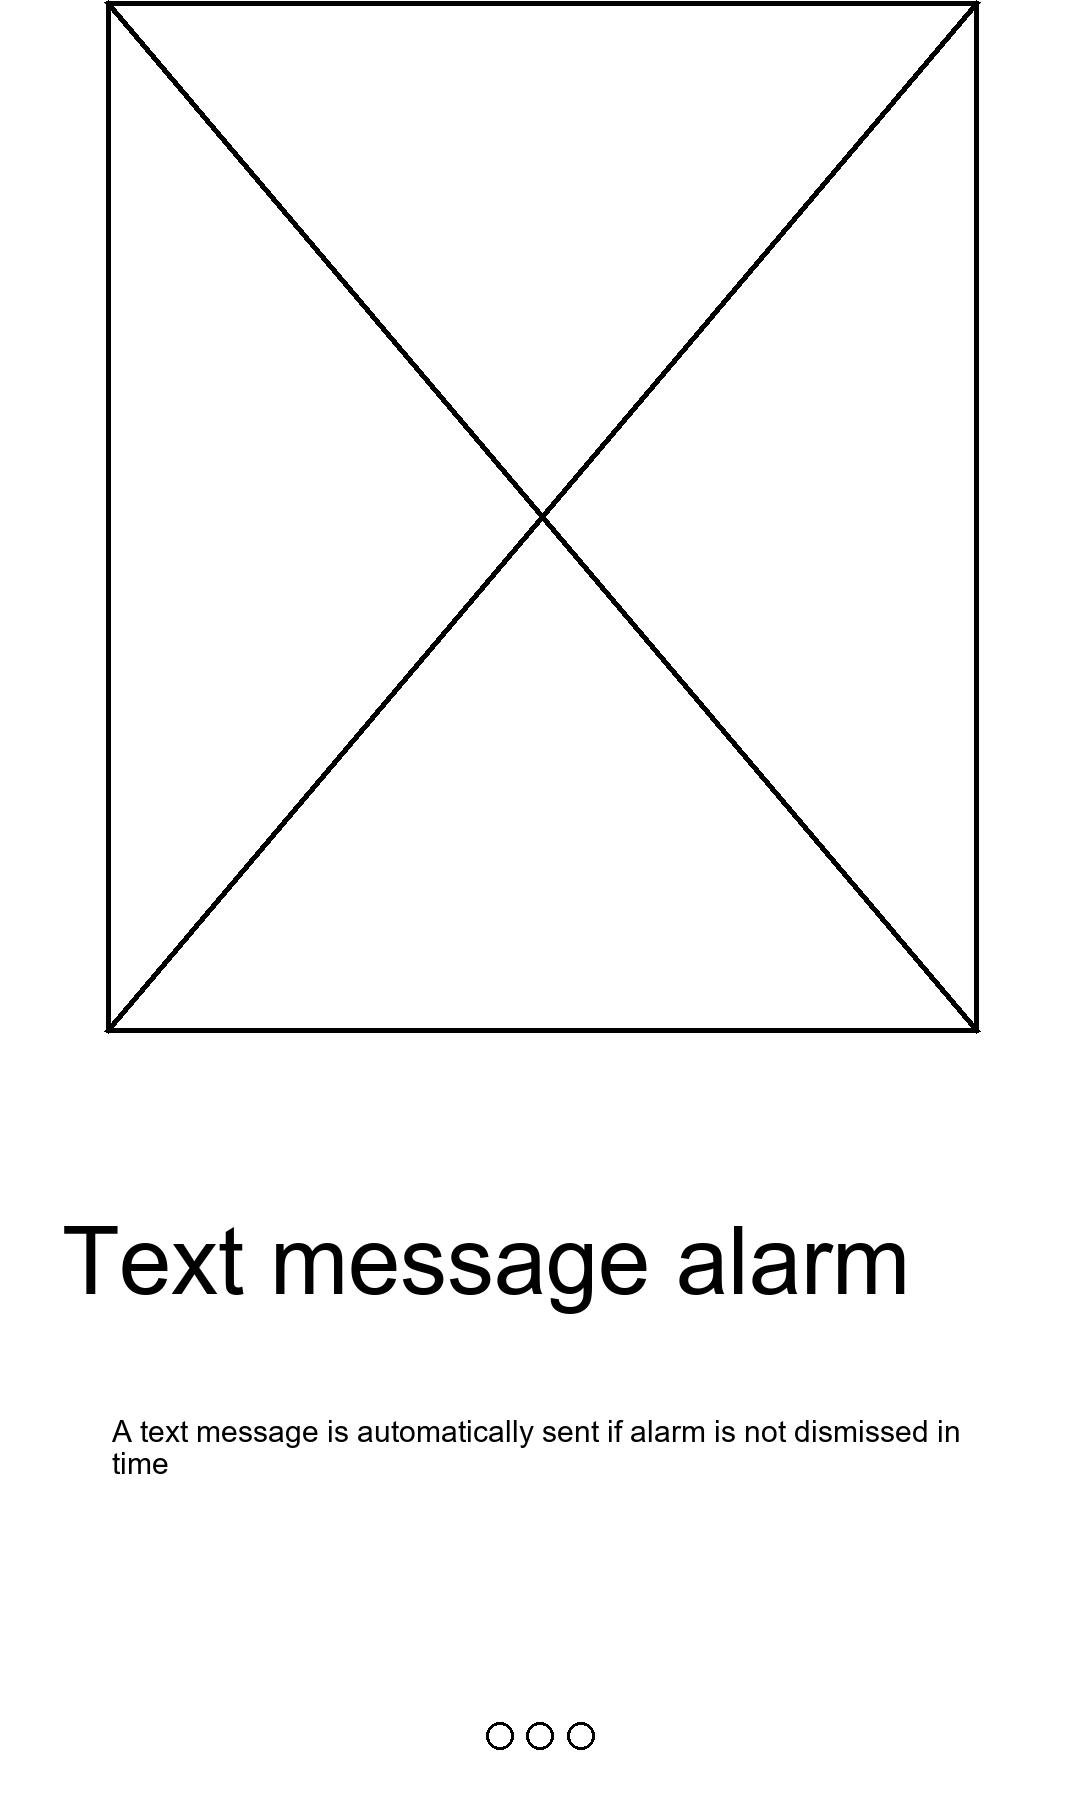 Text message alarm
A text message is automatically sent if alarm is not dismissed in
time